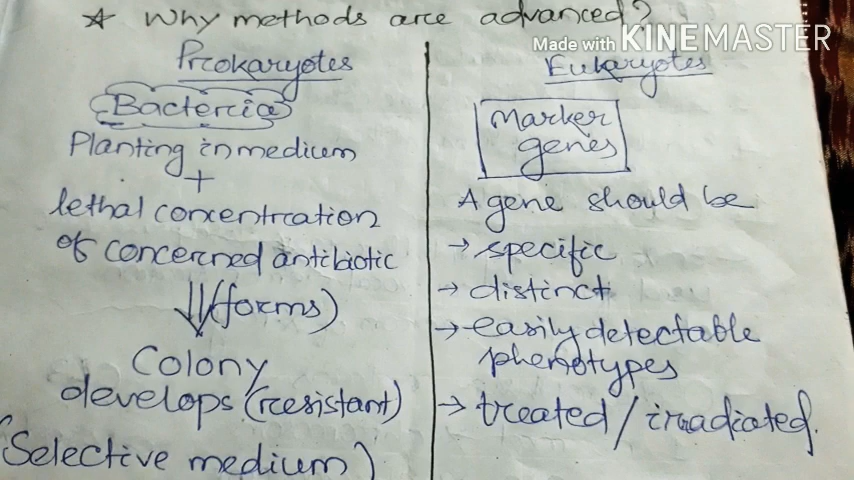 * Why methods are advanced?
Made with KINEMASTER
Prokaryotes
Bacteria
Planting in medium
+
lethal concentration
of concerned antibiotic
⇓ (forms)
Colony
develops (resistant)
(Selective medium)
Eukaryotes
Marker
genes
A gene should be
→ specific
→ distinct
→ easily detectable
phenotypes
→ treated / irradiated.